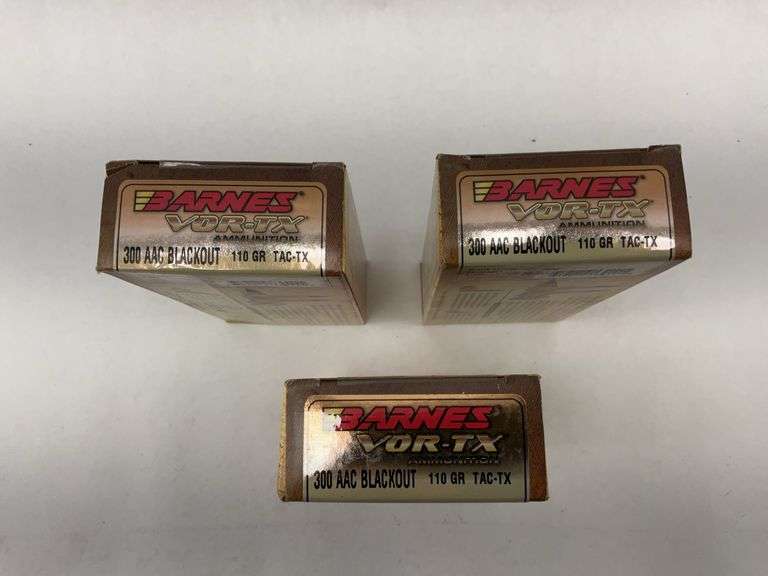 BARNES
VOR-TX
AMMUNITION
300 AAC BLACKOUT 110 GR TAC-TX
BARNES
VOR-TX
AMMUNITION
300 AAC BLACKOUT 110 GR TAC-TX
BARNES
VOR-TX
AMMUNITION
300 AAC BLACKOUT 110 GR TAC-TX